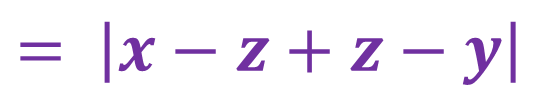 = |x − z + z − y|